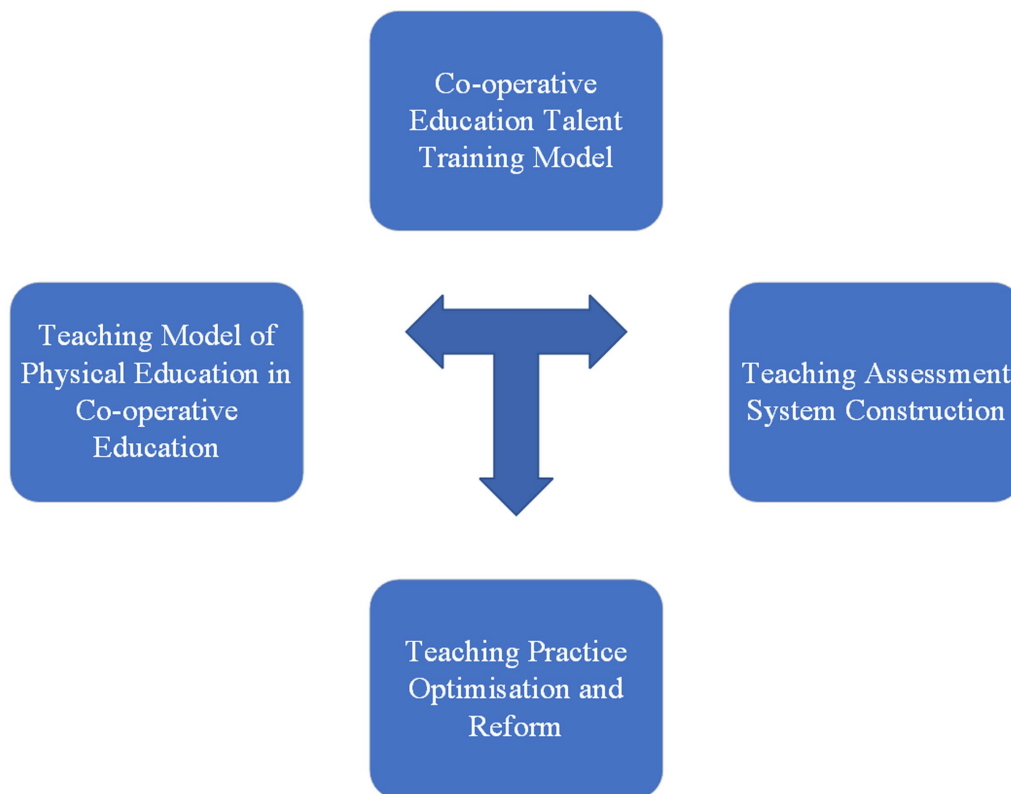 Co-operative
Education Talent
Training Model
Teaching Model of
Physical Education in
Co-operative
Education
Teaching Assessment
System Construction
Teaching Practice
Optimisation and
Reform